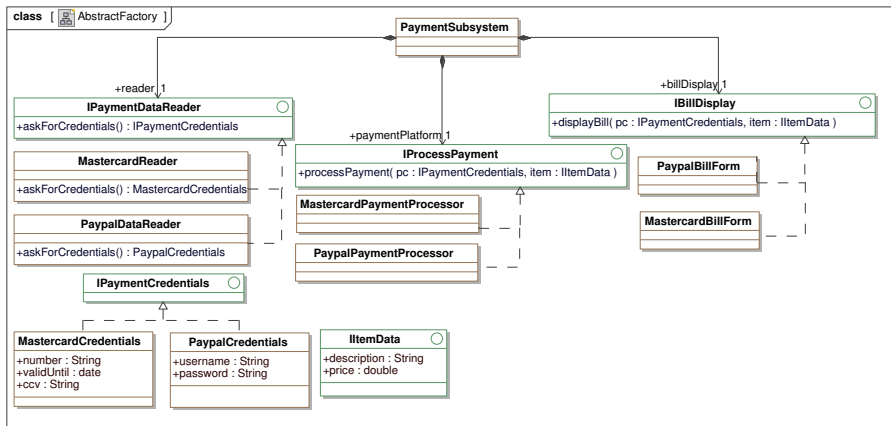 class [ AbstractFactory ]
PaymentSubsystem
+reader 1
+billDisplay 1
IPaymentDataReader
+askForCredentials() : IPaymentCredentials
IBillDisplay
+displayBill( pc : IPaymentCredentials, item : IItemData )
+paymentPlatform 1
IProcessPayment
+processPayment( pc : IPaymentCredentials, item : IItemData )
MastercardReader
+askForCredentials() : MastercardCredentials
PaypalBillForm
MastercardPaymentProcessor
MastercardBillForm
PaypalDataReader
+askForCredentials() : PaypalCredentials
PaypalPaymentProcessor
IPaymentCredentials
MastercardCredentials
+number : String
+validUntil : date
+ccv : String
PaypalCredentials
+username : String
+password : String
IItemData
+description : String
+price : double